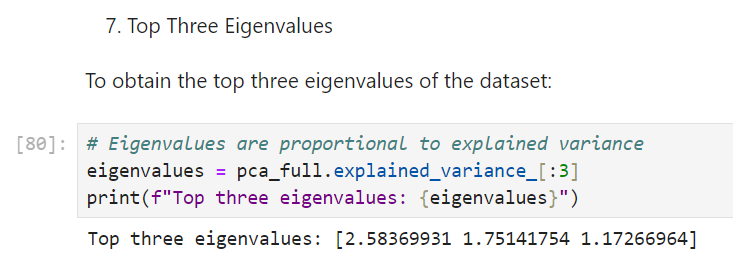 7. Top Three Eigenvalues
To obtain the top three eigenvalues of the dataset:
[80]: # Eigenvalues are proportional to explained variance
eigenvalues = pca_full.explained_variance_[:3]
print(f"Top three eigenvalues: {eigenvalues}")
Top three eigenvalues: [2.58369931 1.75141754 1.17266964]